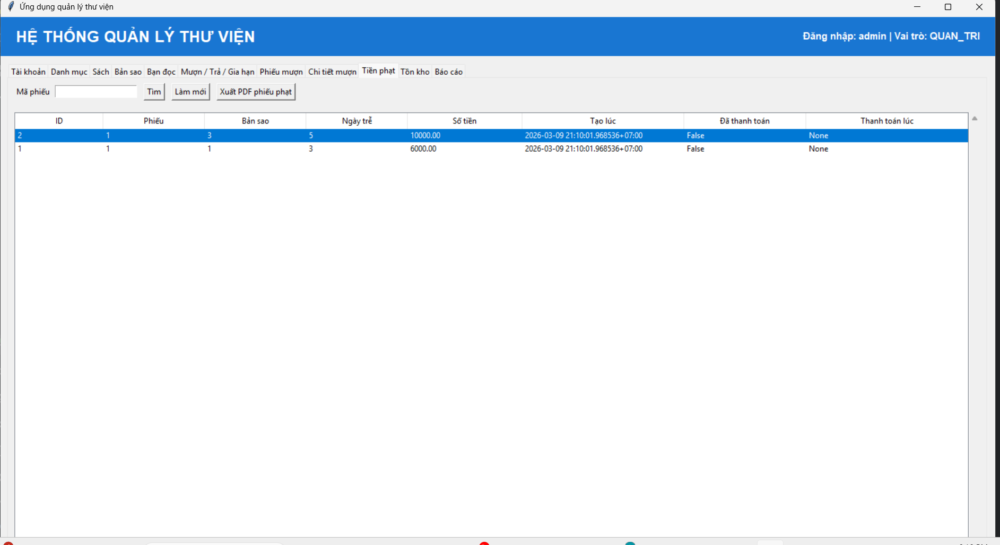 Ứng dụng quản lý thư viện
HỆ THỐNG QUẢN LÝ THƯ VIỆN
Đăng nhập: admin | Vai trò: QUAN_TRI
Tài khoản Danh mục Sách Bản sao Bạn đọc Mượn / Trả / Gia hạn Phiếu mượn Chi tiết mượn Tiền phạt Tồn kho Báo cáo
Mã phiếu Tìm Làm mới Xuất PDF phiếu phạt
ID Phiếu Bản sao Ngày trễ Số tiền Tạo lúc Đã thanh toán Thanh toán lúc
2 1 3 5 10000.00 2026-03-09 21:10:01.968536+07:00 False None
1 1 1 3 6000.00 2026-03-09 21:10:01.968536+07:00 False None